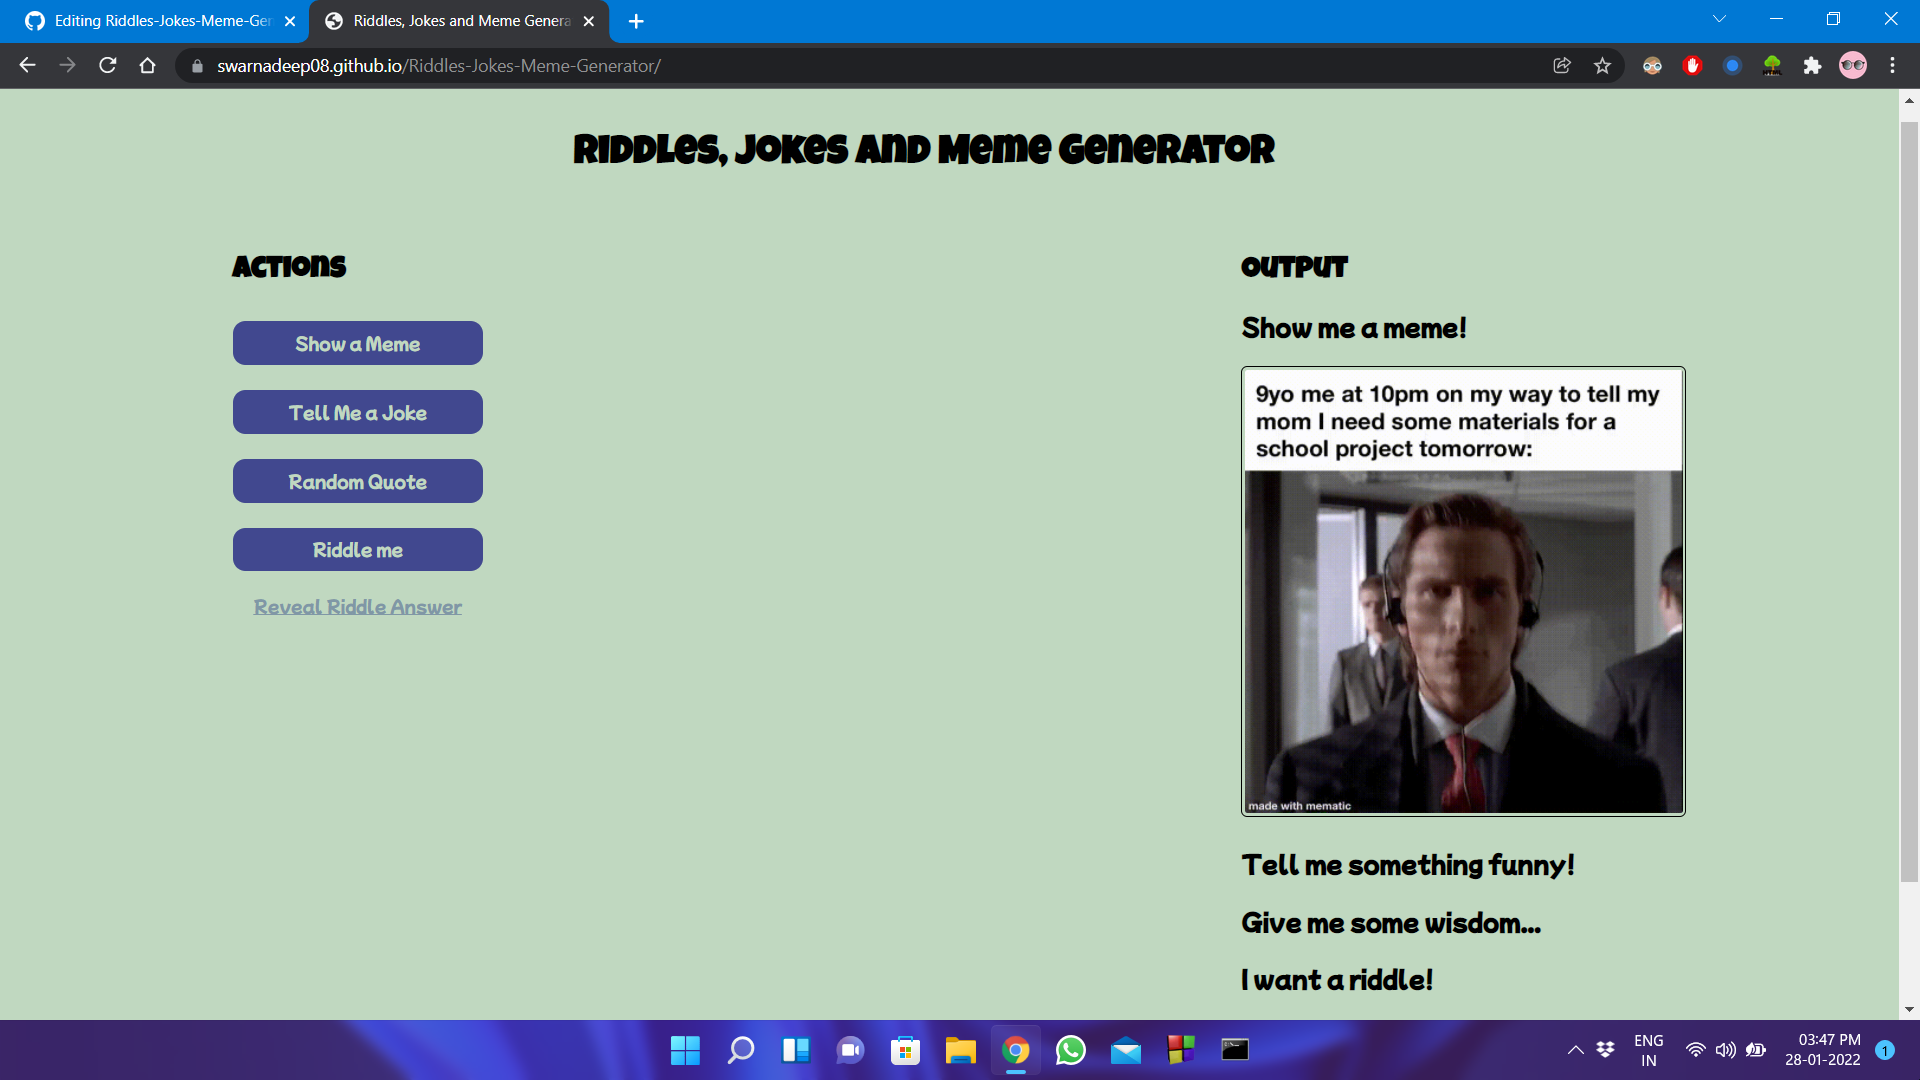 Editing Riddles-Jokes-Meme-Ger
Riddles, Jokes and Meme Genera
swarnadeep08.github.io/Riddles-Jokes-Meme-Generator/
Riddles, Jokes and Meme Generator
Actions
Show a Meme
Tell Me a Joke
Random Quote
Riddle me
Reveal Riddle Answer
Output
Show me a meme!
9yo me at 10pm on my way to tell my
mom I need some materials for a
school project tomorrow:
made with mematic
Tell me something funny!
Give me some wisdom...
I want a riddle!
ENG
IN
03:47 PM
28-01-2022
1